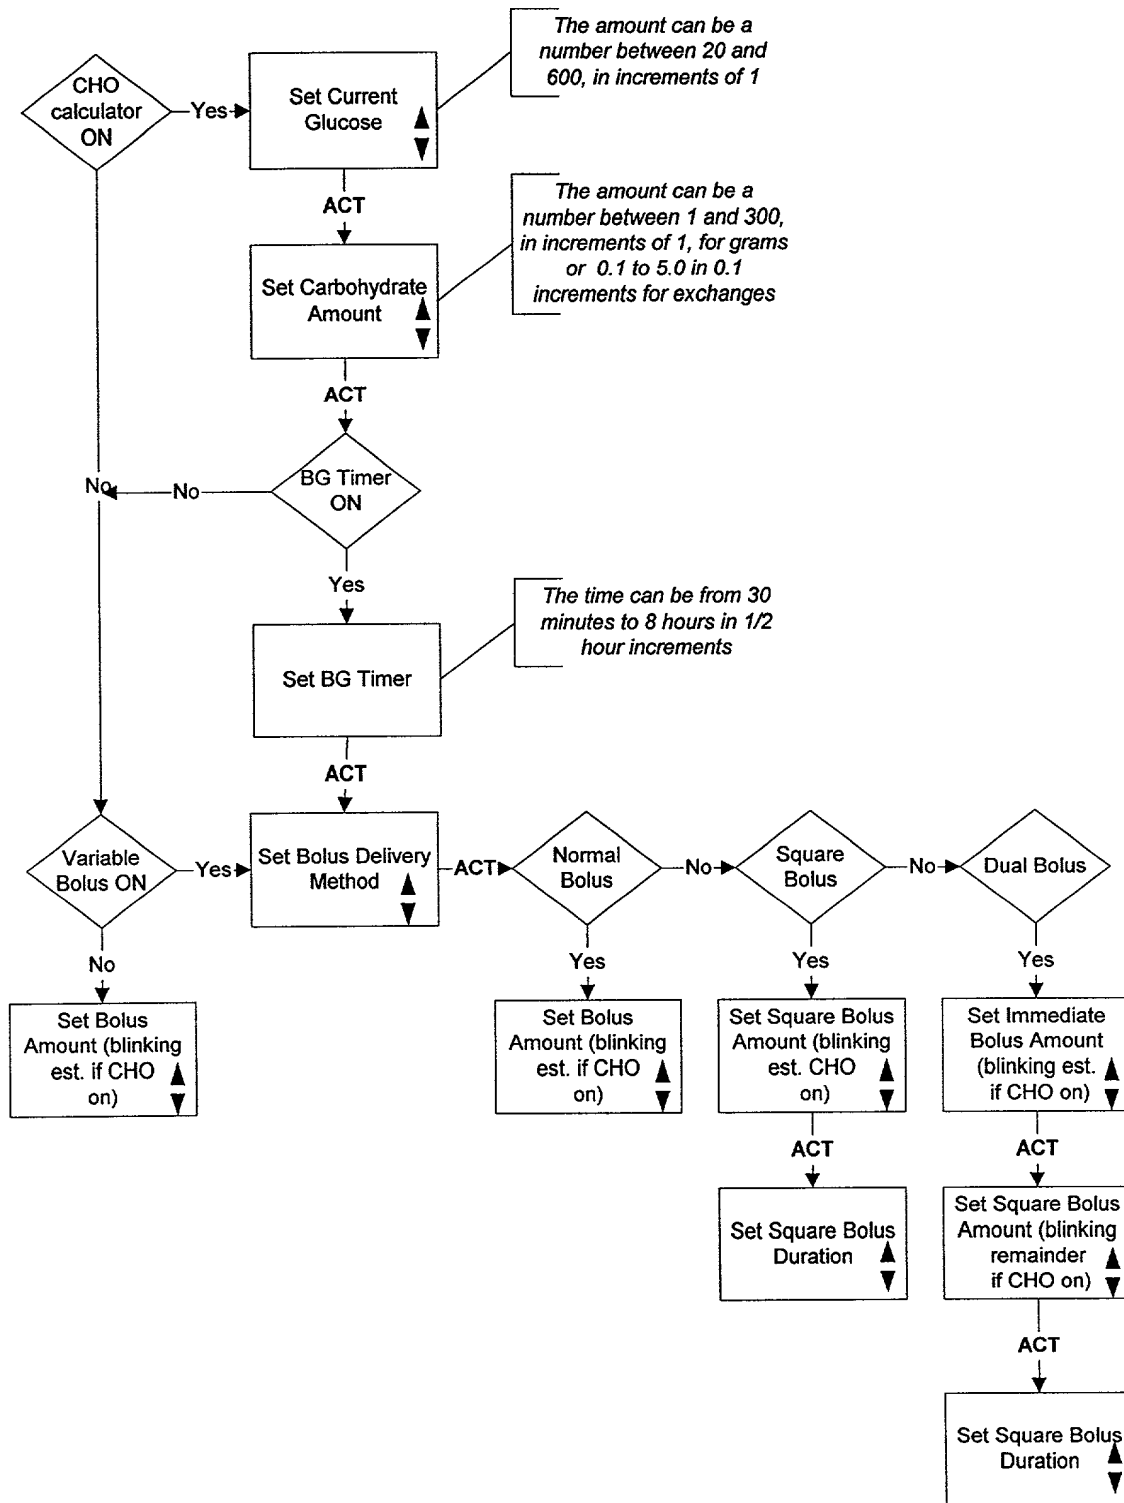 The amount can be a
number between 20 and
600, in increments of 1
CHO
calculator
ON
Yes
Set Current
Glucose
ACT
The amount can be a
number between 1 and 300,
in increments of 1, for grams
or 0.1 to 5.0 in 0.1
increments for exchanges
Set Carbohydrate
Amount
ACT
BG Timer
ON
No
No
Yes
The time can be from 30
minutes to 8 hours in 1/2
hour increments
Set BG Timer
ACT
Variable
Bolus ON
Yes
Set Bolus Delivery
Method
ACT
Normal
Bolus
No
Square
Bolus
No
Dual Bolus
No
Yes
Yes
Yes
Set Bolus
Amount (blinking
est. if CHO
on)
Set Bolus
Amount (blinking
est. if CHO
on)
Set Square Bolus
Amount (blinking
est. CHO
on)
Set Immediate
Bolus Amount
(blinking est.
if CHO on)
ACT
ACT
Set Square Bolus
Duration
Set Square Bolus
Amount (blinking
remainder
if CHO on)
ACT
Set Square Bolus
Duration